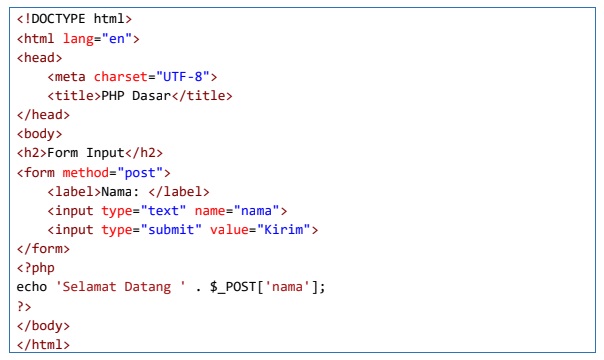 <!DOCTYPE html>
<html lang="en">
<head>
    <meta charset="UTF-8">
    <title>PHP Dasar</title>
</head>
<body>
<h2>Form Input</h2>
<form method="post">
    <label>Nama: </label>
    <input type="text" name="nama">
    <input type="submit" value="Kirim">
</form>
<?php
echo 'Selamat Datang ' . $_POST['nama'];
?>
</body>
</html>